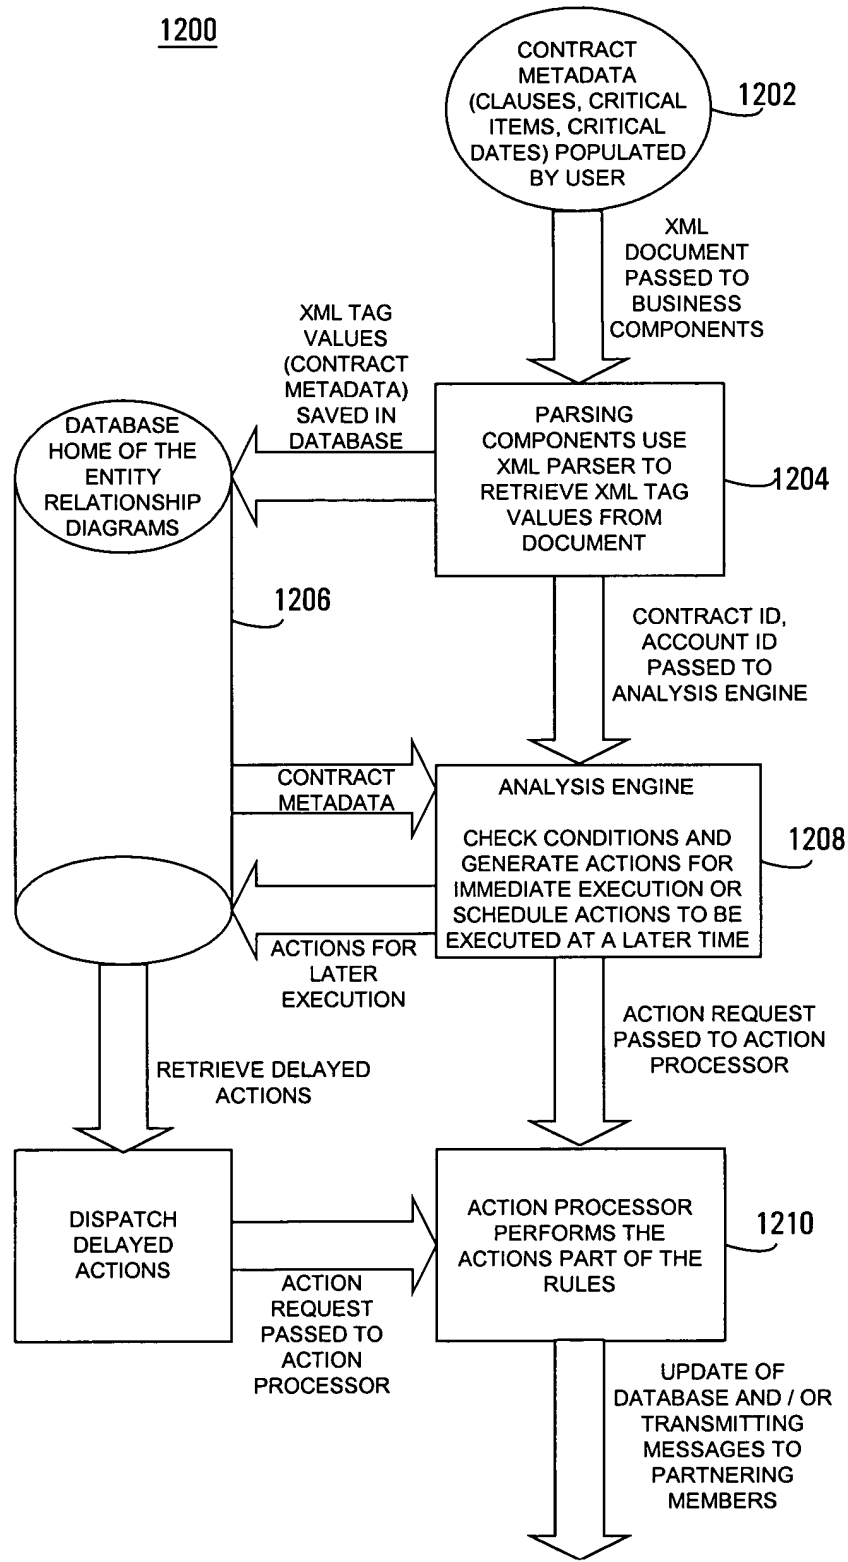 1200
CONTRACT
METADATA
(CLAUSES, CRITICAL
ITEMS, CRITICAL
DATES) POPULATED
BY USER
1202
XML
DOCUMENT
PASSED TO
BUSINESS
COMPONENTS
XML TAG
VALUES
(CONTRACT
METADATA)
SAVED IN
DATABASE
PARSING
COMPONENTS USE
XML PARSER TO
RETRIEVE XML TAG
VALUES FROM
DOCUMENT
1204
DATABASE
HOME OF THE
ENTITY
RELATIONSHIP
DIAGRAMS
1206
CONTRACT ID,
ACCOUNT ID
PASSED TO
ANALYSIS ENGINE
CONTRACT
METADATA
ANALYSIS ENGINE
CHECK CONDITIONS AND
GENERATE ACTIONS FOR
IMMEDIATE EXECUTION OR
SCHEDULE ACTIONS TO BE
EXECUTED AT A LATER TIME
1208
ACTIONS FOR
LATER
EXECUTION
ACTION REQUEST
PASSED TO ACTION
PROCESSOR
RETRIEVE DELAYED
ACTIONS
DISPATCH
DELAYED
ACTIONS
ACTION
REQUEST
PASSED TO
ACTION
PROCESSOR
ACTION PROCESSOR
PERFORMS THE
ACTIONS PART OF THE
RULES
1210
UPDATE OF
DATABASE AND / OR
TRANSMITTING
MESSAGES TO
PARTNERING
MEMBERS